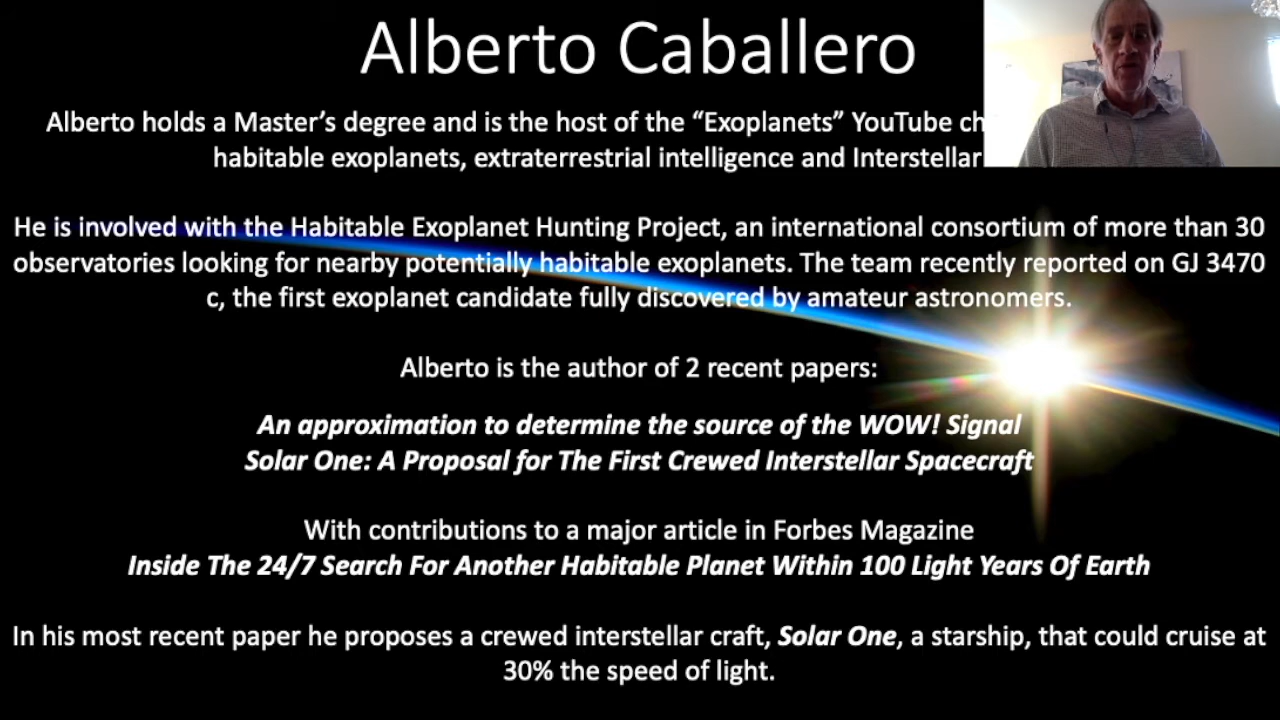 Alberto Caballero
Alberto holds a Master's degree and is the host of the “Exoplanets” YouTube
habitable exoplanets, extraterrestrial intelligence and Interstellar
He is involved with the Habitable Exoplanet Hunting Project, an international consortium of more than 30
observatories looking for nearby potentially habitable exoplanets. The team recently reported on GJ 3470
c, the first exoplanet candidate fully discovered by amateur astronomers.
Alberto is the author of 2 recent papers:
An approximation to determine the source of the WOW! Signal
Solar One: A Proposal for The First Crewed Interstellar Spacecraft
With contributions to a major article in Forbes Magazine
Inside The 24/7 Search For Another Habitable Planet Within 100 Light Years Of Earth
In his most recent paper he proposes a crewed interstellar craft, Solar One, a starship, that could cruise at
30% the speed of light.